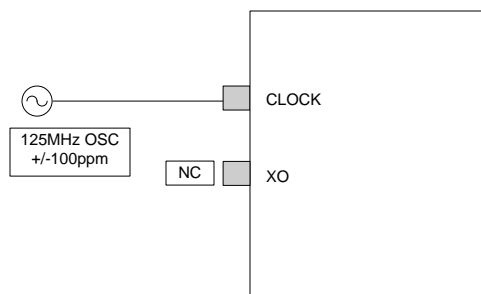 CLOCK
125MHz OSC
+/-100ppm
NC
XO